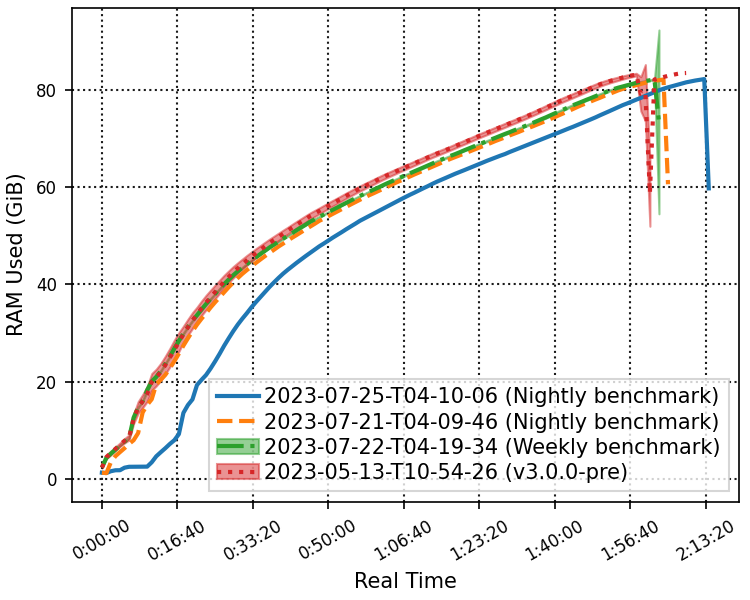 RAM Used (GiB)
80
60
40
20
0
2023-07-25-T04-10-06 (Nightly benchmark)
2023-07-21-T04-09-46 (Nightly benchmark)
2023-07-22-T04-19-34 (Weekly benchmark)
2023-05-13-T10-54-26 (v3.0.0-pre)
0:00:00
0:16:40
0:33:20
0:50:00
1:06:40
1:23:20
1:40:00
1:56:40
2:13:20
Real Time